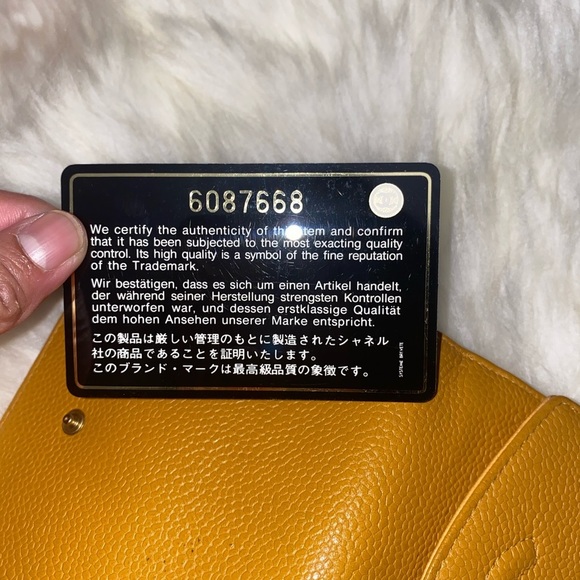 6087668
We certify the authenticity of this item and confirm
that it has been subjected to the most exacting quality
control. Its high quality is a symbol of the fine reputation
of the Trademark.
Wir bestätigen, dass es sich um einen Artikel handelt,
der während seiner Herstellung strengsten Kontrollen
unterworfen war, und dessen erstklassige Qualität
dem hohen Ansehen unserer Marke entspricht.
この製品は厳しい管理のもとに製造されたシャネル
社の商品であることを証明いたします。
このブランド・マークは最高級品質の象徴です。